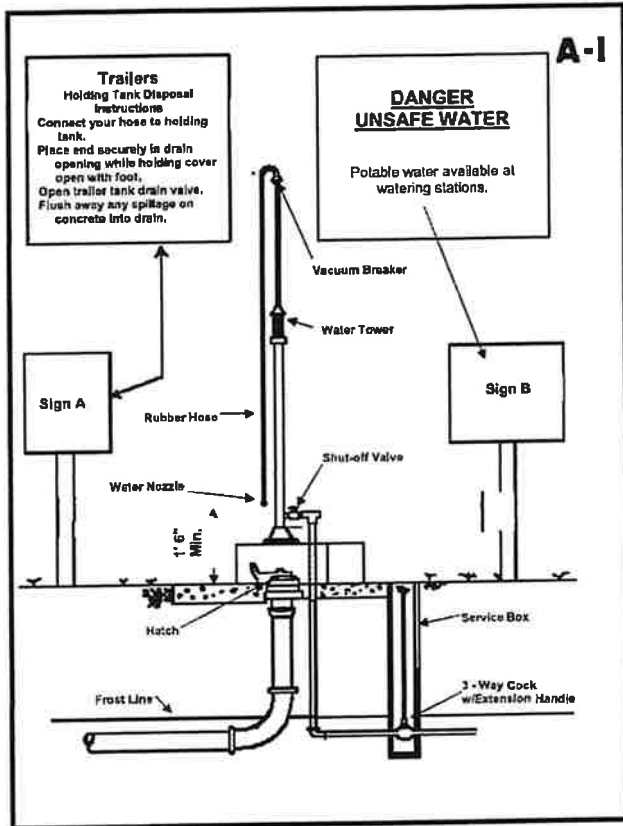 A-1
Trailers
Holding Tank Disposal
Instructions
Connect your hose to holding
tank.
Place end securely in drain
opening while holding cover
open with foot.
Open trailer tank drain valve.
Flush away any spillage on
concrete into drain.
DANGER
UNSAFE WATER
Potable water available at
watering stations.
Vacuum Breaker
Water Tower
Sign A
Sign B
Rubber Hose
Shut-off Valve
Water Nozzle
1' 6"
Min.
Hatch
Service Box
Frost Line
3 - Way Cock
w/Extension Handle